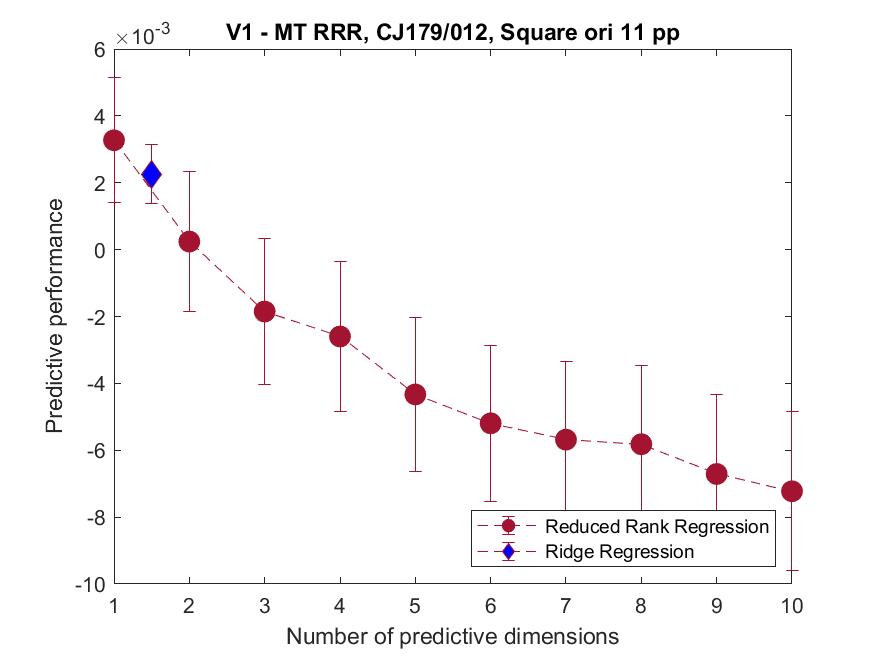 V1 - MT RRR, CJ179/012, Square ori 11 pp
×10-3
6
4
2
0
-2
-4
-6
-8
-10
Predictive performance
Reduced Rank Regression
Ridge Regression
1 2 3 4 5 6 7 8 9 10
Number of predictive dimensions